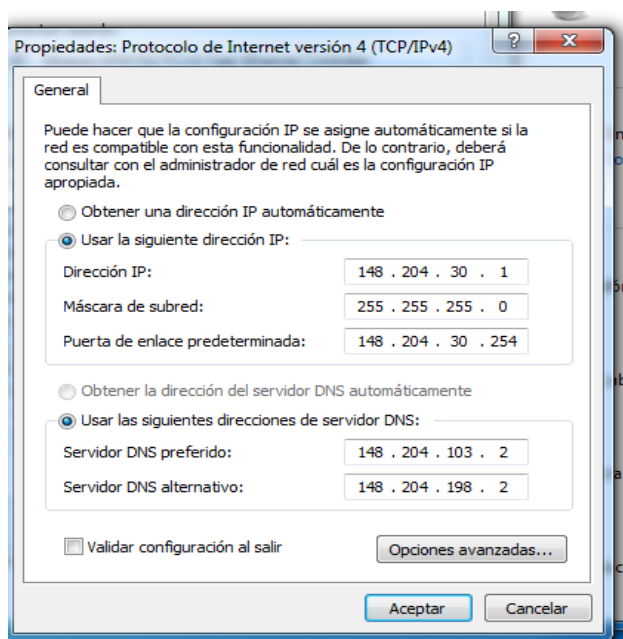 Propiedades: Protocolo de Internet versión 4 (TCP/IPv4)
General
Puede hacer que la configuración IP se asigne automáticamente si la
red es compatible con esta funcionalidad. De lo contrario, deberá
consultar con el administrador de red cuál es la configuración IP
apropiada.
Obtener una dirección IP automáticamente
Usar la siguiente dirección IP:
Dirección IP: 148 . 204 . 30 . 1
Máscara de subred: 255 . 255 . 255 . 0
Puerta de enlace predeterminada: 148 . 204 . 30 . 254
Obtener la dirección del servidor DNS automáticamente
Usar las siguientes direcciones de servidor DNS:
Servidor DNS preferido: 148 . 204 . 103 . 2
Servidor DNS alternativo: 148 . 204 . 198 . 2
Validar configuración al salir
Opciones avanzadas...
Aceptar Cancelar